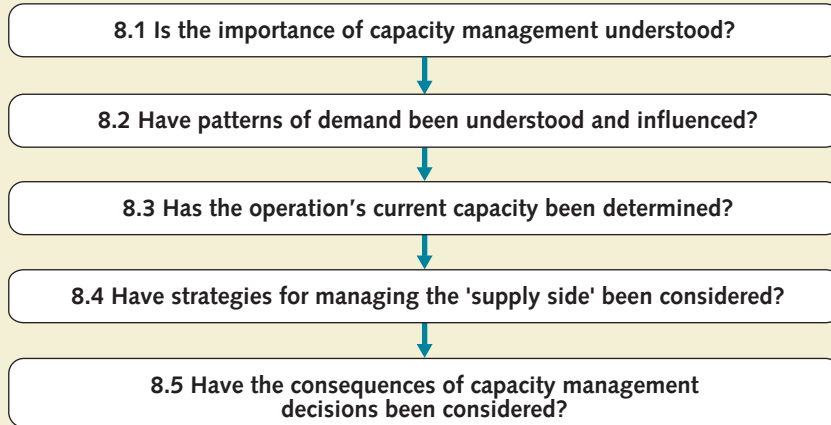 8.1 Is the importance of capacity management understood?
8.2 Have patterns of demand been understood and influenced?
8.3 Has the operation’s current capacity been determined?
8.4 Have strategies for managing the 'supply side' been considered?
8.5 Have the consequences of capacity management
decisions been considered?